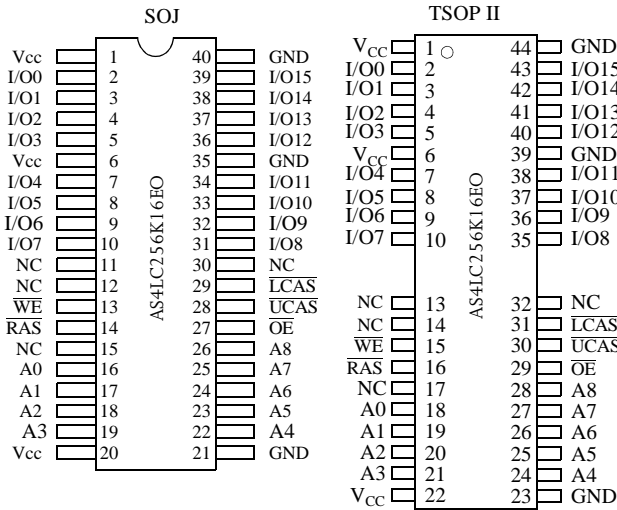 SOJ
Vcc 1 40 GND
I/O0 2 39 I/O15
I/O1 3 38 I/O14
I/O2 4 37 I/O13
I/O3 5 36 I/O12
Vcc 6 35 GND
I/O4 7 34 I/O11
I/O5 8 33 I/O10
I/O6 9 32 I/O9
I/O7 10 31 I/O8
NC 11 30 NC
NC 12 29 LCAS
WE 13 28 UCAS
RAS 14 27 OE
NC 15 26 A8
A0 16 25 A7
A1 17 24 A6
A2 18 23 A5
A3 19 22 A4
Vcc 20 21 GND
AS4LC256K16EO
TSOP II
VCC 1 44 GND
I/O0 2 43 I/O15
I/O1 3 42 I/O14
I/O2 4 41 I/O13
I/O3 5 40 I/O12
VCC 6 39 GND
I/O4 7 38 I/O11
I/O5 8 37 I/O10
I/O6 9 36 I/O9
I/O7 10 35 I/O8
NC 13 32 NC
NC 14 31 LCAS
WE 15 30 UCAS
RAS 16 29 OE
NC 17 28 A8
A0 18 27 A7
A1 19 26 A6
A2 20 25 A5
A3 21 24 A4
VCC 22 23 GND
AS4LC256K16EO